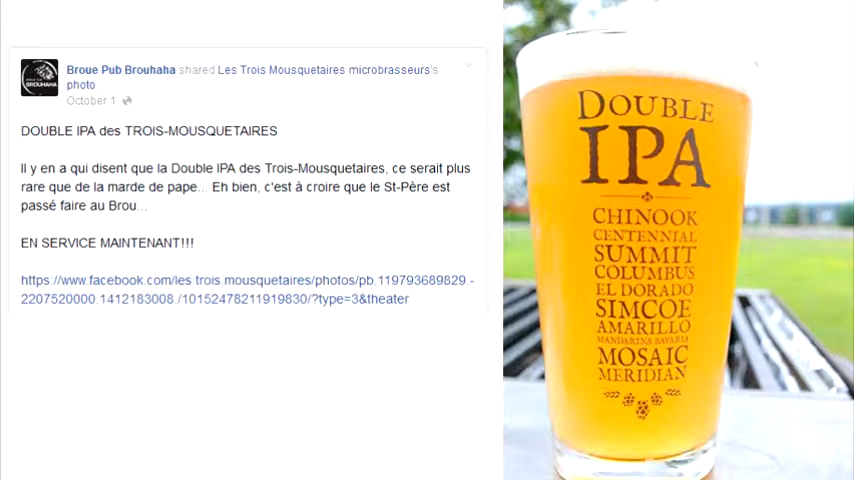 Broue Pub Brouhaha shared Les Trois Mousquetaires microbrasseurs's
photo
October 1
DOUBLE IPA des TROIS-MOUSQUETAIRES
Il y en a qui disent que la Double IPA des Trois-Mousquetaires, ce serait plus
rare que de la marde de pape... Eh bien, c'est à croire que le St-Père est
passé faire au Brou...
EN SERVICE MAINTENANT!!!
https://www.facebook.com/les trois mousquetaires/photos/pb.119793689829.-
2207520000.1412183008./10152478211919830/?type=3&theater
DOUBLE
IPA
CHINOOK
CENTENNIAL
SUMMIT
COLUMBUS
EL DORADO
SIMCOE
AMARILLO
MANDARINA BAVARIA
MOSAIC
MERIDIAN